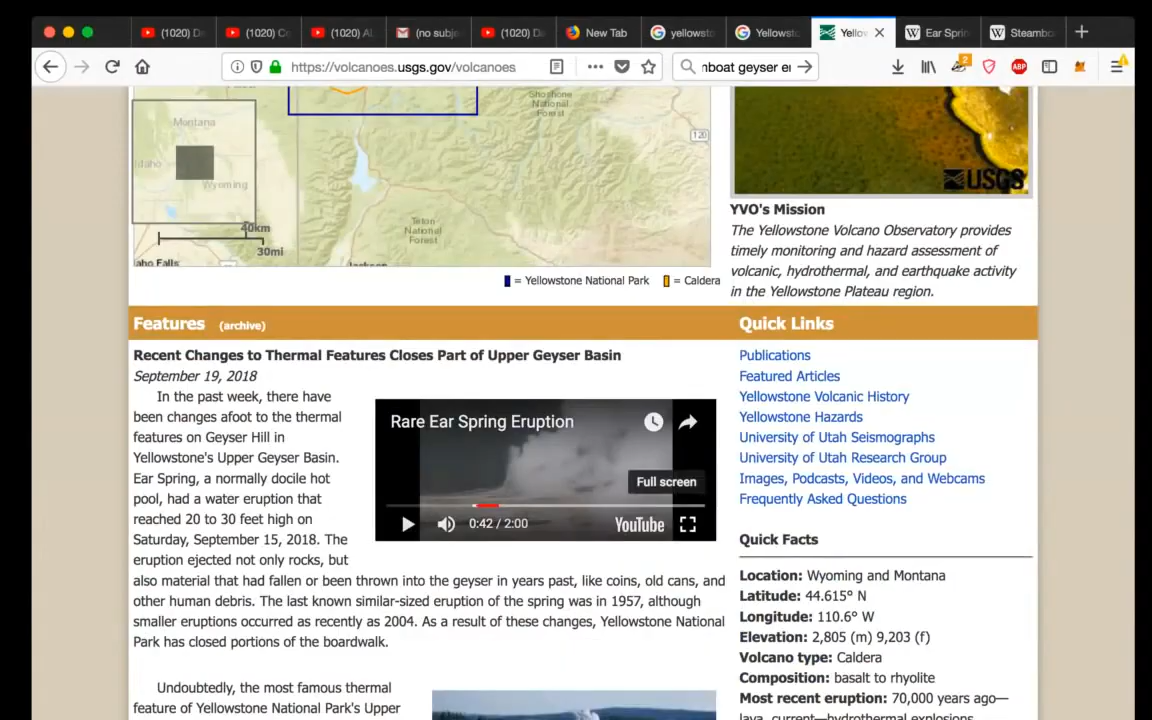 (1020) D
(1020) C
(1020) A
(no subje
(1020) D
New Tab
yellowst
Yellowst
Yellow
Ear Sprin
Steambo
https://volcanoes.usgs.gov/volcanoes
nboat geyser er
2
Montana
Idaho
Wyoming
40km
30mi
aho Falls
Shoshone
National
Forest
120
Teton
National
Forest
Jackson
= Yellowstone National Park = Caldera
USGS
YVO's Mission
The Yellowstone Volcano Observatory provides
timely monitoring and hazard assessment of
volcanic, hydrothermal, and earthquake activity
in the Yellowstone Plateau region.
Features (archive)
Recent Changes to Thermal Features Closes Part of Upper Geyser Basin
September 19, 2018
In the past week, there have
been changes afoot to the thermal
features on Geyser Hill in
Yellowstone's Upper Geyser Basin.
Ear Spring, a normally docile hot
pool, had a water eruption that
reached 20 to 30 feet high on
Saturday, September 15, 2018. The
eruption ejected not only rocks, but
also material that had fallen or been thrown into the geyser in years past, like coins, old cans, and
other human debris. The last known similar-sized eruption of the spring was in 1957, although
smaller eruptions occurred as recently as 2004. As a result of these changes, Yellowstone National
Park has closed portions of the boardwalk.
Rare Ear Spring Eruption
Full screen
0:42 / 2:00
YouTube
Undoubtedly, the most famous thermal
feature of Yellowstone National Park's Upper
Quick Links
Publications
Featured Articles
Yellowstone Volcanic History
Yellowstone Hazards
University of Utah Seismographs
University of Utah Research Group
Images, Podcasts, Videos, and Webcams
Frequently Asked Questions
Quick Facts
Location: Wyoming and Montana
Latitude: 44.615° N
Longitude: 110.6° W
Elevation: 2,805 (m) 9,203 (f)
Volcano type: Caldera
Composition: basalt to rhyolite
Most recent eruption: 70,000 years ago—
lava, current—hydrothermal explosions